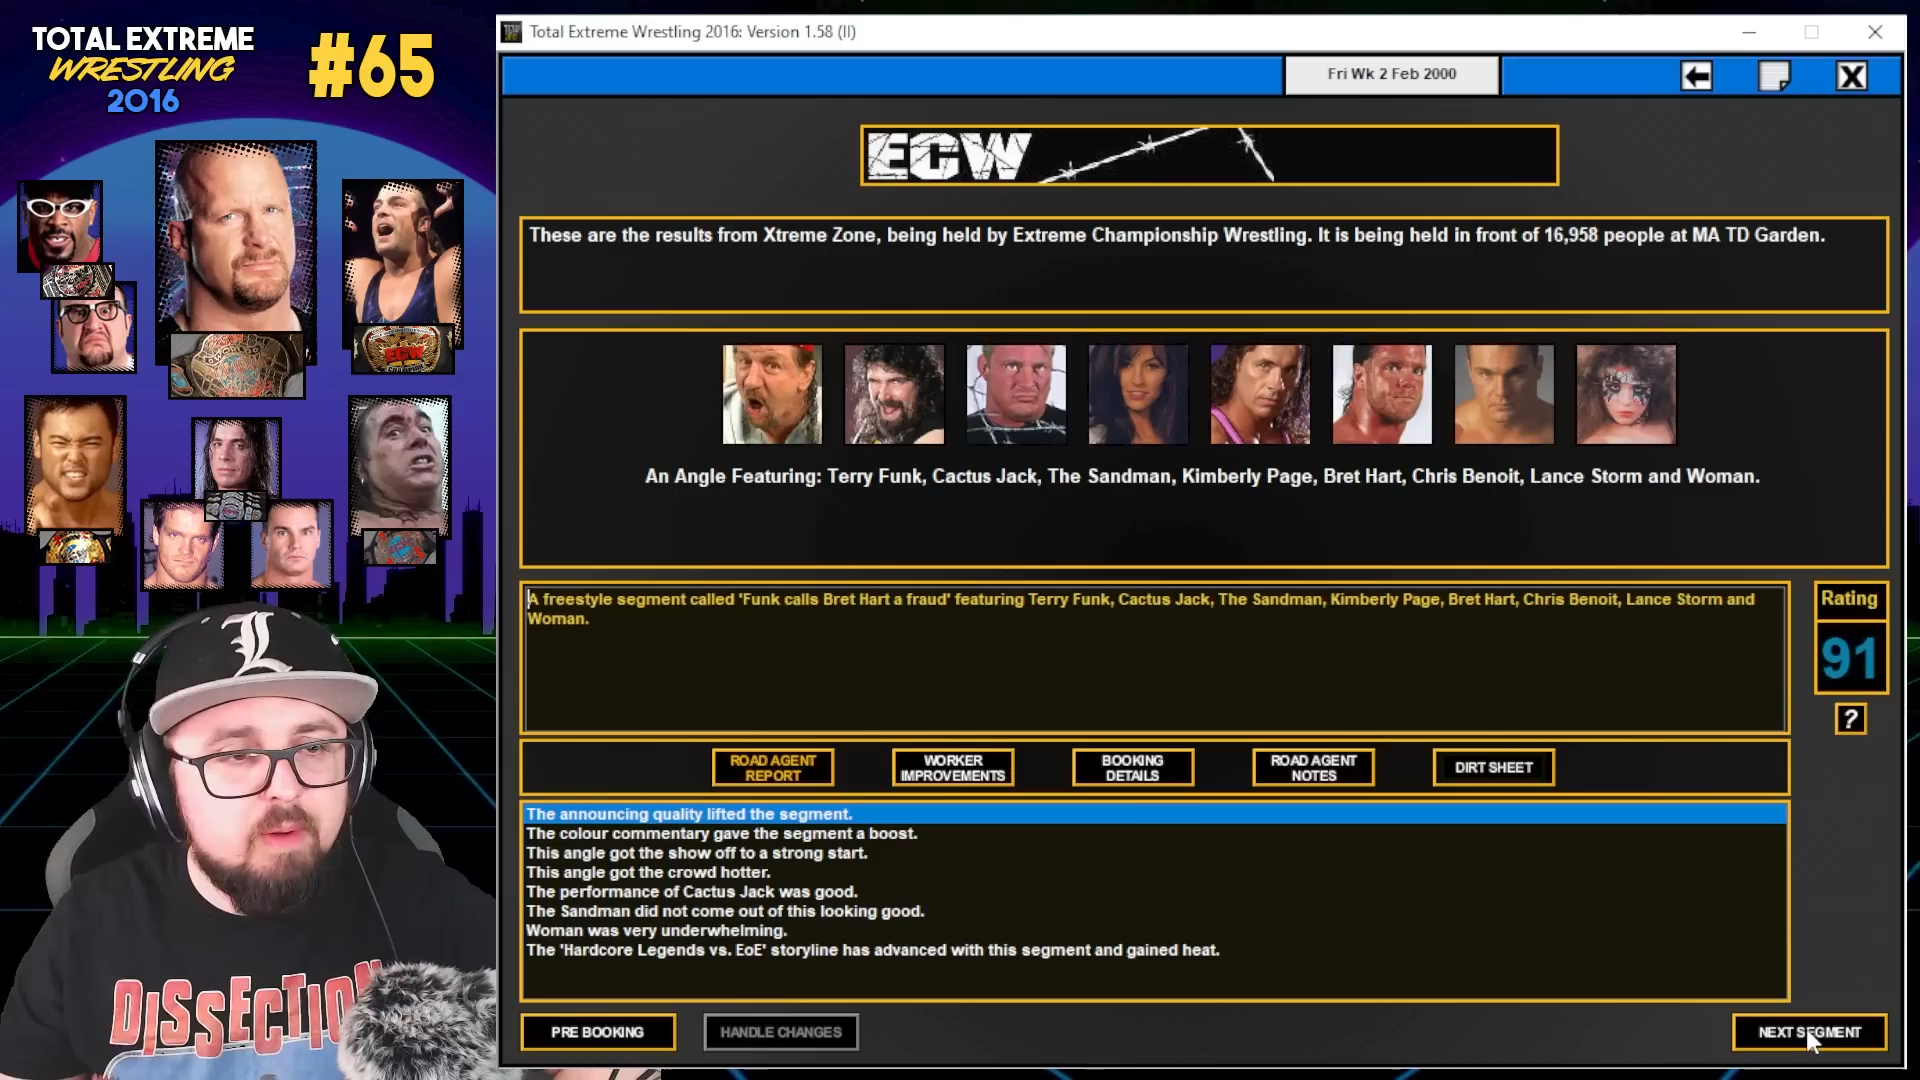 TOTAL EXTREME
WRESTLING
2016
#65
Total Extreme Wrestling 2016: Version 1.58 (II)
Fri Wk 2 Feb 2000
ECW
These are the results from Xtreme Zone, being held by Extreme Championship Wrestling. It is being held in front of 16,958 people at MA TD Garden.
An Angle Featuring: Terry Funk, Cactus Jack, The Sandman, Kimberly Page, Bret Hart, Chris Benoit, Lance Storm and Woman.
A freestyle segment called 'Funk calls Bret Hart a fraud' featuring Terry Funk, Cactus Jack, The Sandman, Kimberly Page, Bret Hart, Chris Benoit, Lance Storm and
Woman.
Rating
91
?
ROAD AGENT
REPORT
WORKER
IMPROVEMENTS
BOOKING
DETAILS
ROAD AGENT
NOTES
DIRT SHEET
The announcing quality lifted the segment.
The colour commentary gave the segment a boost.
This angle got the show off to a strong start.
This angle got the crowd hotter.
The performance of Cactus Jack was good.
The Sandman did not come out of this looking good.
Woman was very underwhelming.
The 'Hardcore Legends vs. EoE' storyline has advanced with this segment and gained heat.
PRE BOOKING
HANDLE CHANGES
NEXT SEGMENT
L
DISSECTION